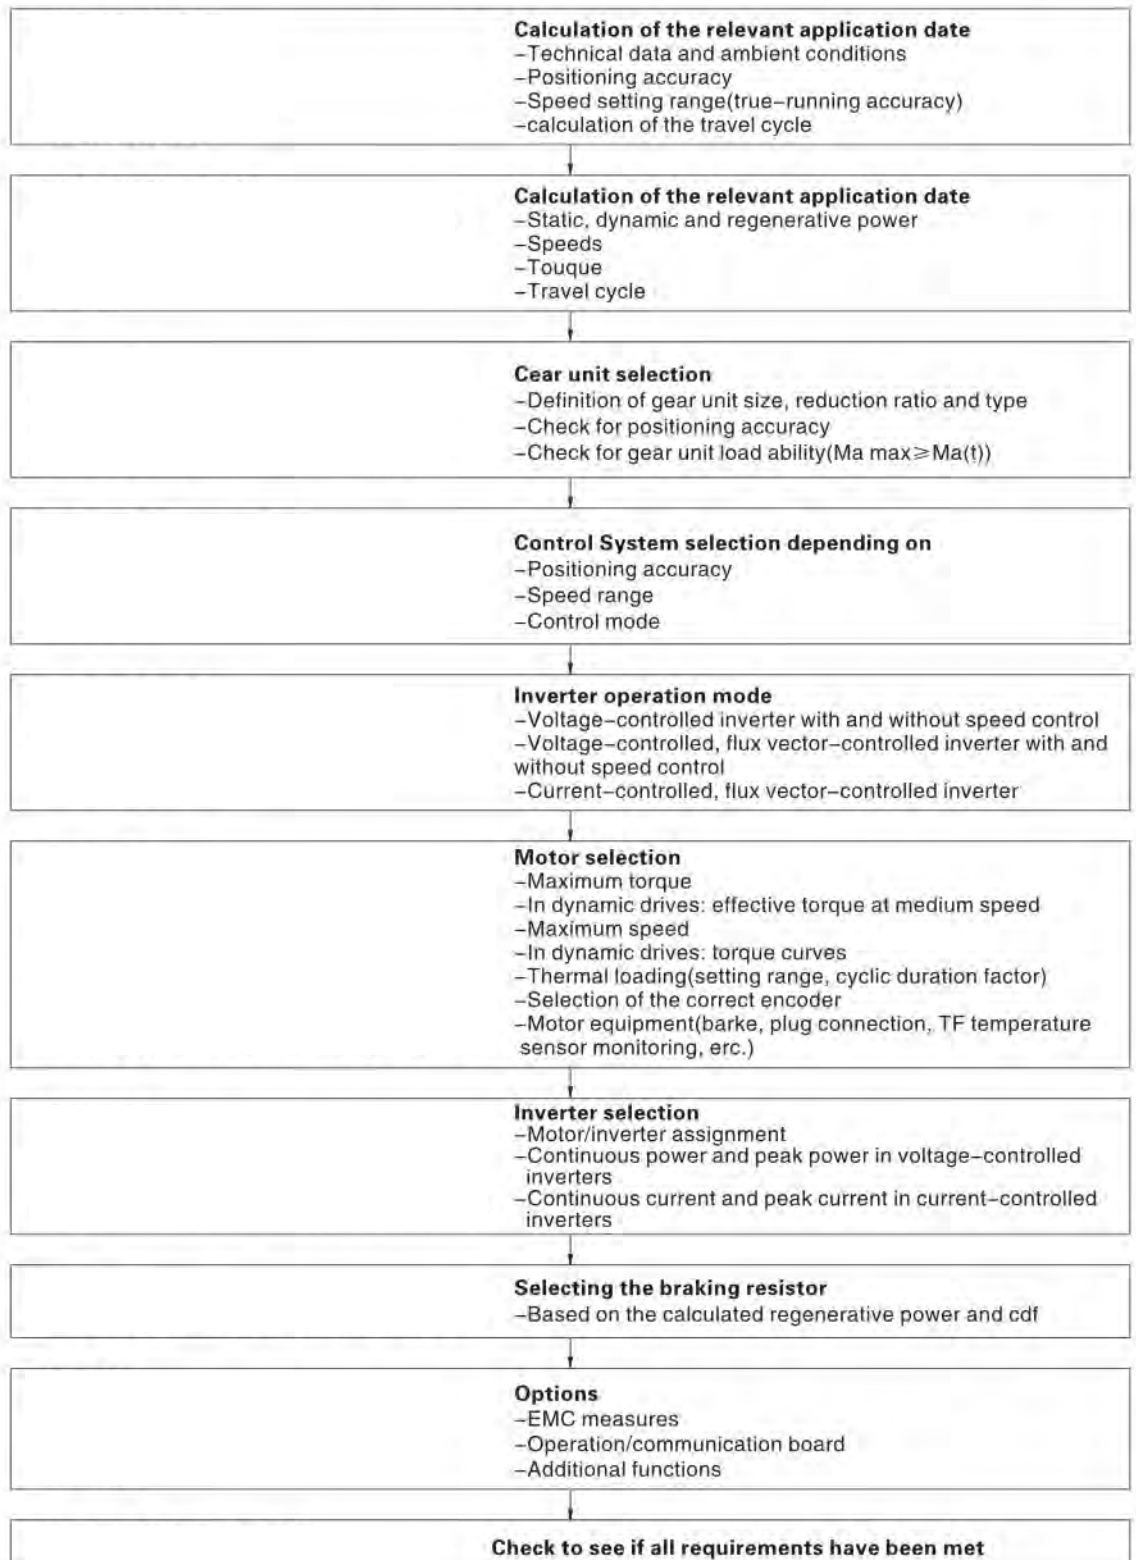 Calculation of the relevant application date
–Technical data and ambient conditions
–Positioning accuracy
–Speed setting range(true–running accuracy)
–calculation of the travel cycle
Calculation of the relevant application date
–Static, dynamic and regenerative power
–Speeds
–Touque
–Travel cycle
Cear unit selection
–Definition of gear unit size, reduction ratio and type
–Check for positioning accuracy
–Check for gear unit load ability(Ma max⩾Ma(t))
Control System selection depending on
–Positioning accuracy
–Speed range
–Control mode
Inverter operation mode
–Voltage–controlled inverter with and without speed control
–Voltage–controlled, flux vector–controlled inverter with and
without speed control
–Current–controlled, flux vector–controlled inverter
Motor selection
–Maximum torque
–In dynamic drives: effective torque at medium speed
–Maximum speed
–In dynamic drives: torque curves
–Thermal loading(setting range, cyclic duration factor)
–Selection of the correct encoder
–Motor equipment(barke, plug connection, TF temperature
sensor monitoring, erc.)
Inverter selection
–Motor/inverter assignment
–Continuous power and peak power in voltage–controlled
inverters
–Continuous current and peak current in current–controlled
inverters
Selecting the braking resistor
–Based on the calculated regenerative power and cdf
Options
–EMC measures
–Operation/communication board
–Additional functions
Check to see if all requirements have been met